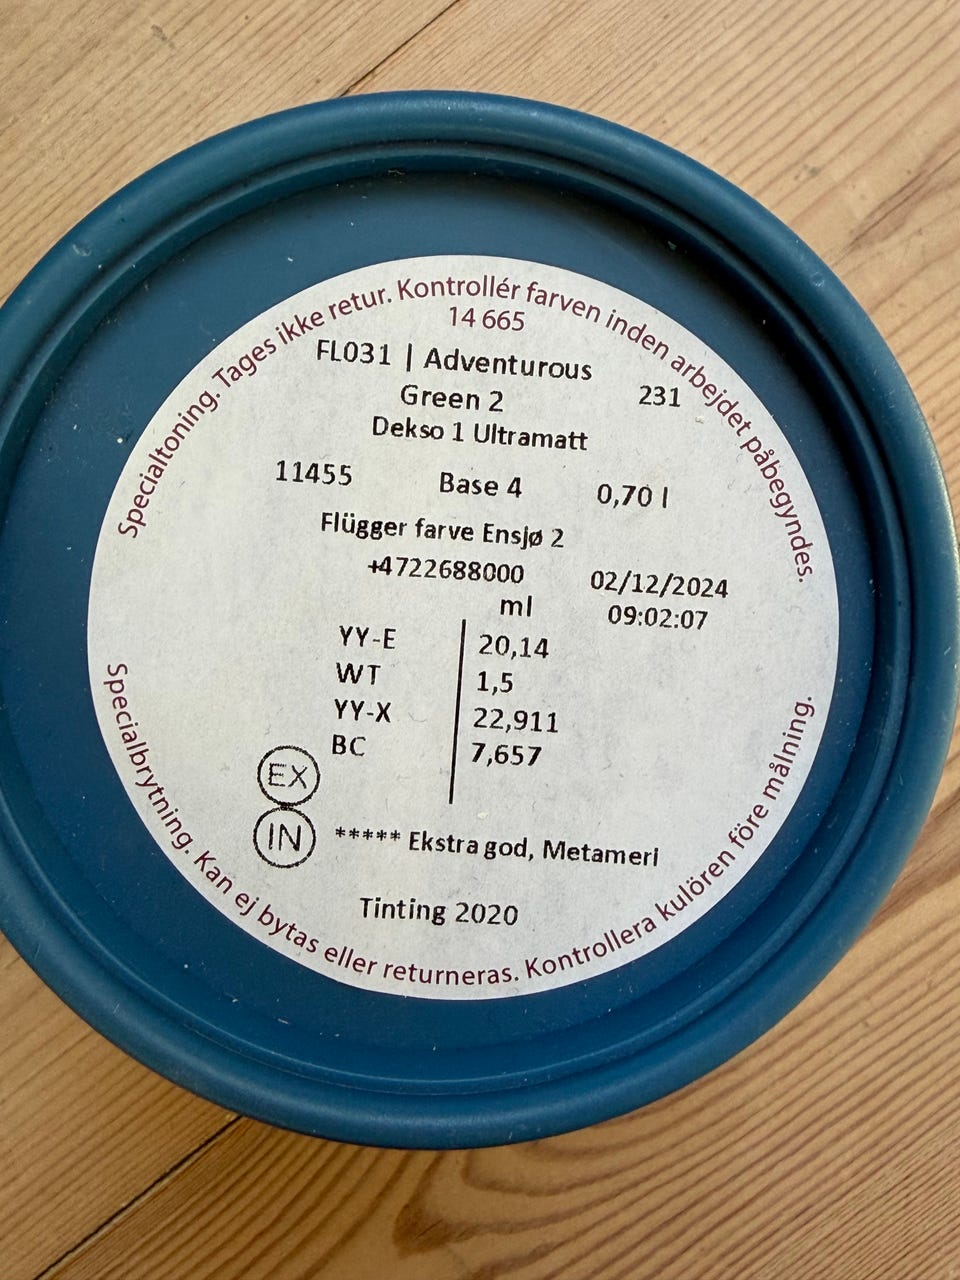 Specialtoning. Tages ikke retur. Kontrollér farven inden arbejdet påbegyndes.
14 665
FL031 | Adventurous
Green 2 231
Dekso 1 Ultramatt
11455 Base 4 0,70 l
Flügger farve Ensjø 2
+4722688000 02/12/2024
ml 09:02:07
YY-E 20,14
WT 1,5
YY-X 22,911
BC 7,657
EX
IN ***** Ekstra god, Metameri
Tinting 2020
Specialbrytning. Kan ej bytas eller returneras. Kontrollera kulören före målning.